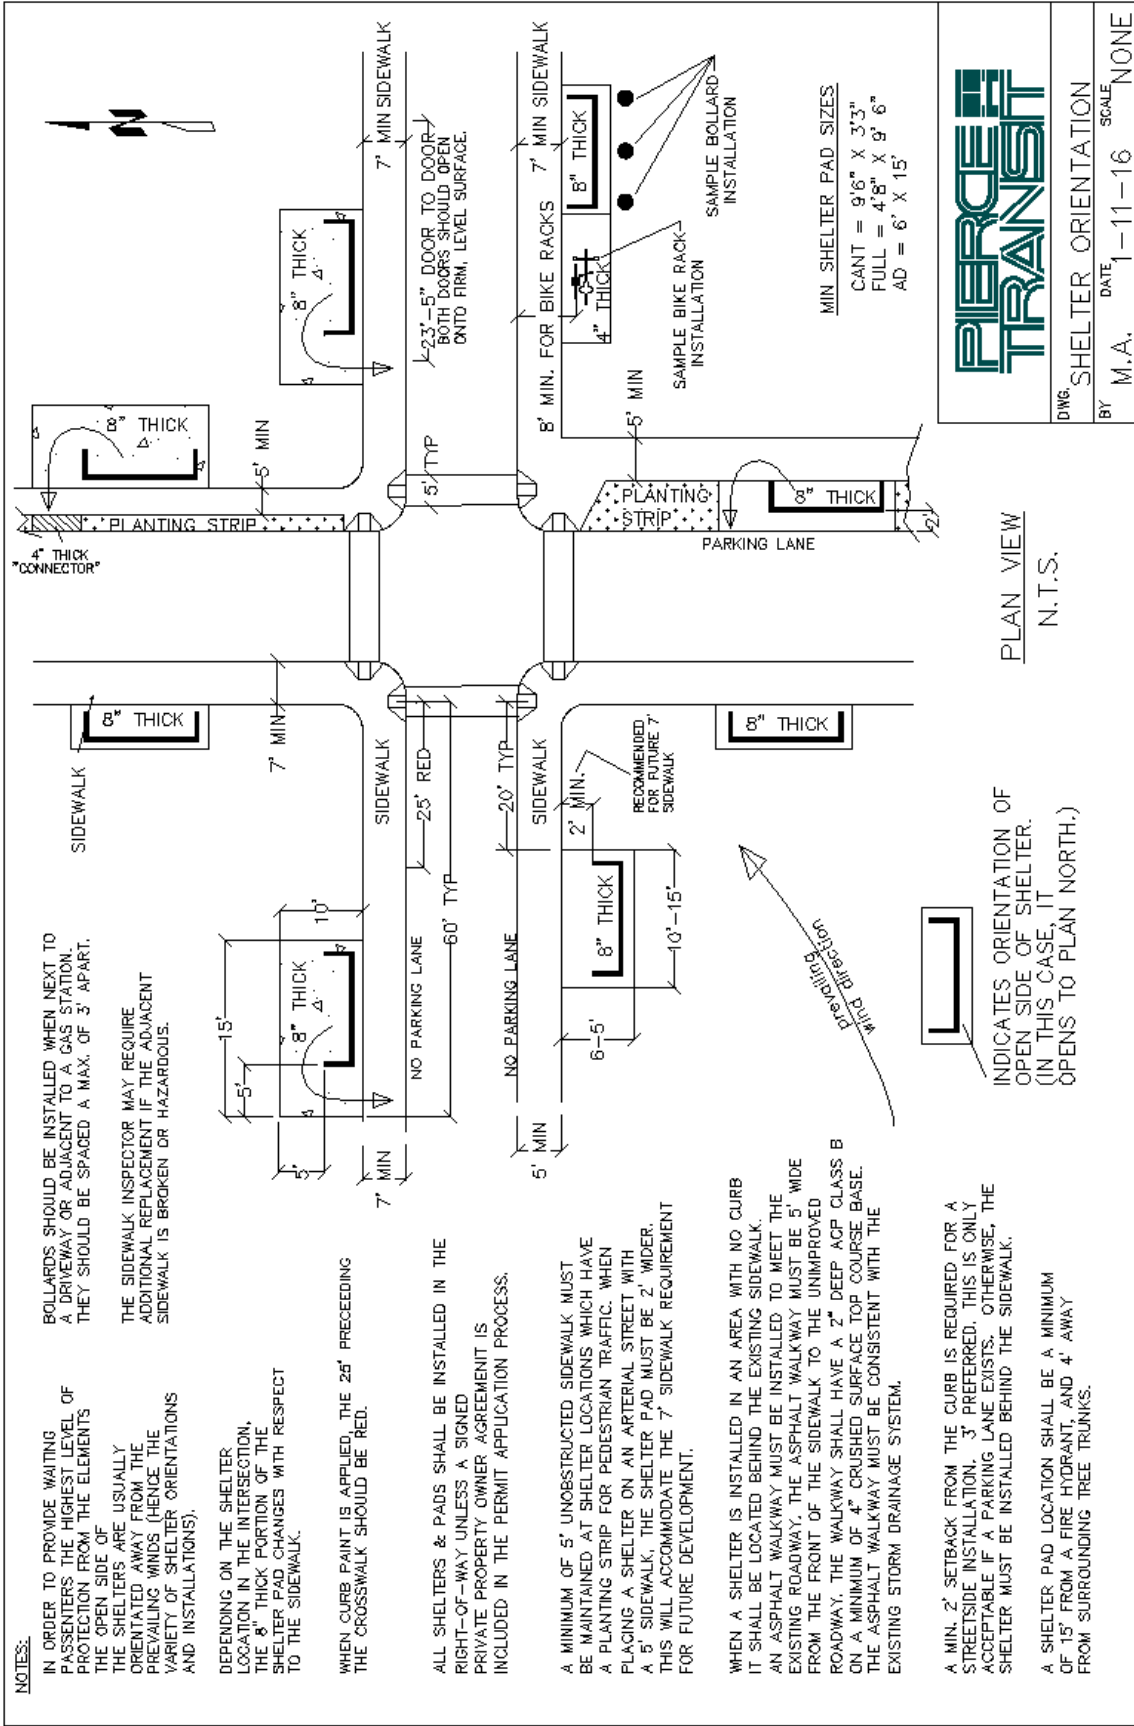 NOTES:
IN ORDER TO PROVIDE WAITING
PASSENTERS THE HIGHEST LEVEL OF
PROTECTION FROM THE ELEMENTS
THE OPEN SIDE OF
THE SHELTERS ARE USUALLY
ORIENTATED AWAY FROM THE
PREVAILING WINDS (HENCE THE
VARIETY OF SHELTER ORIENTATIONS
AND INSTALLATIONS).
DEPENDING ON THE SHELTER
LOCATION IN THE INTERSECTION,
THE 8" THICK PORTION OF THE
SHELTER PAD CHANGES WITH RESPECT
TO THE SIDEWALK.
WHEN CURB PAINT IS APPLIED, THE 25' PRECEEDING
THE CROSSWALK SHOULD BE RED.
ALL SHELTERS & PADS SHALL BE INSTALLED IN THE
RIGHT-OF-WAY UNLESS A SIGNED
PRIVATE PROPERTY OWNER AGREEMENT IS
INCLUDED IN THE PERMIT APPLICATION PROCESS.
A MINIMUM OF 5' UNOBSTRUCTED SIDEWALK MUST
BE MAINTAINED AT SHELTER LOCATIONS WHICH HAVE
A PLANTING STRIP FOR PEDESTRIAN TRAFFIC. WHEN
PLACING A SHELTER ON AN ARTERIAL STREET WITH
A 5' SIDEWALK, THE SHELTER PAD MUST BE 2' WIDER.
THIS WILL ACCOMMODATE THE 7' SIDEWALK REQUIREMENT
FOR FUTURE DEVELOPMENT.
WHEN A SHELTER IS INSTALLED IN AN AREA WITH NO CURB
IT SHALL BE LOCATED BEHIND THE EXISTING SIDEWALK.
AN ASPHALT WALKWAY MUST BE INSTALLED TO MEET THE
EXISTING ROADWAY. THE ASPHALT WALKWAY MUST BE 5' WIDE
FROM THE FRONT OF THE SIDEWALK TO THE UNIMPROVED
ROADWAY. THE WALKWAY SHALL HAVE A 2" DEEP ACP CLASS B
ON A MINIMUM OF 4" CRUSHED SURFACE TOP COURSE BASE.
THE ASPHALT WALKWAY MUST BE CONSISTENT WITH THE
EXISTING STORM DRAINAGE SYSTEM.
A MIN. 2' SETBACK FROM THE CURB IS REQUIRED FOR A
STREETSIDE INSTALLATION. 3' PREFERRED. THIS IS ONLY
ACCEPTABLE IF A PARKING LANE EXISTS. OTHERWISE, THE
SHELTER MUST BE INSTALLED BEHIND THE SIDEWALK.
A SHELTER PAD LOCATION SHALL BE A MINIMUM
OF 15' FROM A FIRE HYDRANT, AND 4' AWAY
FROM SURROUNDING TREE TRUNKS.
BOLLARDS SHOULD BE INSTALLED WHEN NEXT TO
A DRIVEWAY OR ADJACENT TO A GAS STATION.
THEY SHOULD BE SPACED A MAX. OF 3' APART.
THE SIDEWALK INSPECTOR MAY REQUIRE
ADDITIONAL REPLACEMENT IF THE ADJACENT
SIDEWALK IS BROKEN OR HAZARDOUS.
15'
5'
8" THICK
10'
5'
7' MIN
SIDEWALK
25' RED
NO PARKING LANE
60' TYP
NO PARKING LANE
20' TYP
SIDEWALK
5' MIN
2' MIN.
RECOMMENDED
FOR FUTURE 7'
SIDEWALK
8" THICK
6-5'
10'-15'
prevailing
wind direction
INDICATES ORIENTATION OF
OPEN SIDE OF SHELTER.
(IN THIS CASE, IT
OPENS TO PLAN NORTH.)
SIDEWALK
8" THICK
7' MIN
8" THICK
4" THICK
"CONNECTOR"
PLANTING STRIP
8" THICK
5' MIN
8" THICK
N
7' MIN SIDEWALK
23'-5" DOOR TO DOOR
BOTH DOORS SHOULD OPEN
ONTO FIRM, LEVEL SURFACE.
5' TYP
7' MIN SIDEWALK
8' MIN. FOR BIKE RACKS
8" THICK
4" THICK
SAMPLE BIKE RACK
INSTALLATION
SAMPLE BOLLARD
INSTALLATION
5' MIN
PLANTING
STRIP
PARKING LANE
8" THICK
2'
PLAN VIEW
N.T.S.
MIN SHELTER PAD SIZES
CANT = 9'6" X 3'3"
FULL = 4'8" X 9' 6"
AD = 6' X 15'
PIERCE
TRANSIT
DWG.
SHELTER ORIENTATION
BY M.A.
DATE 1-11-16
SCALE NONE